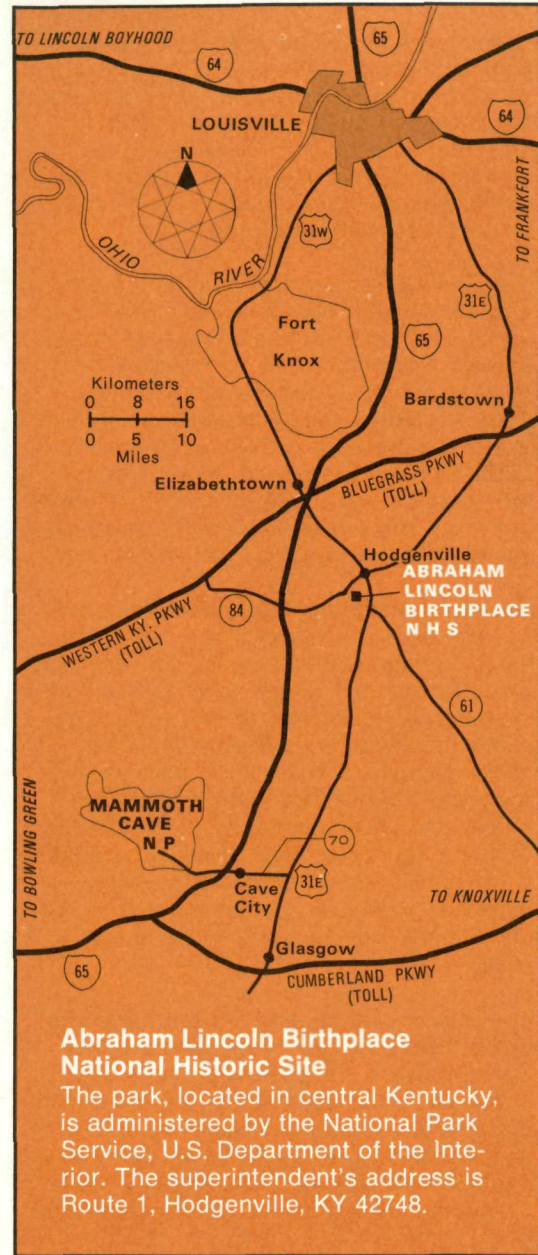 TO LINCOLN BOYHOOD
65
64
LOUISVILLE
64
N
TO FRANKFORT
31W
OHIO
RIVER
31E
Fort
Knox
65
Kilometers
0 8 16
0 5 10
Miles
Bardstown
Elizabethtown
BLUEGRASS PKWY
(TOLL)
Hodgenville
ABRAHAM
LINCOLN
BIRTHPLACE
N H S
84
WESTERN KY. PKWY
(TOLL)
61
TO BOWLING GREEN
MAMMOTH
CAVE
N P
70
Cave
City
31E
TO KNOXVILLE
Glasgow
65
CUMBERLAND PKWY
(TOLL)
Abraham Lincoln Birthplace
National Historic Site
The park, located in central Kentucky,
is administered by the National Park
Service, U.S. Department of the Inte-
rior. The superintendent's address is
Route 1, Hodgenville, KY 42748.